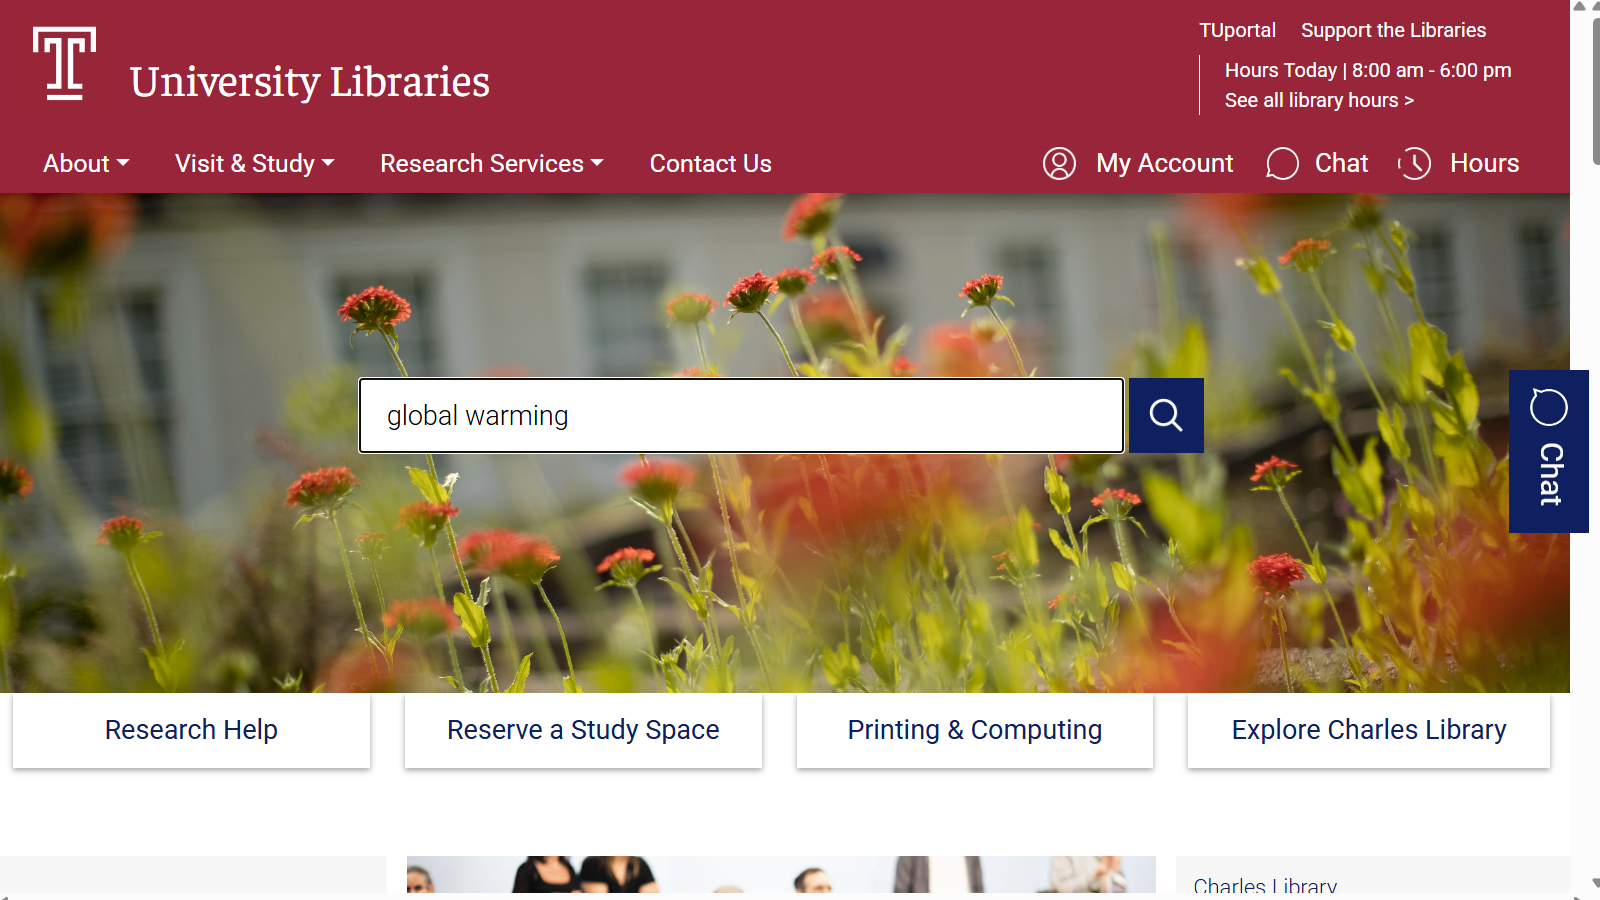 TUportal Support the Libraries
University Libraries
Hours Today | 8:00 am - 6:00 pm
See all library hours >
About Visit & Study Research Services Contact Us My Account Chat Hours
global warming
Chat
Research Help Reserve a Study Space Printing & Computing Explore Charles Library
Charles Library